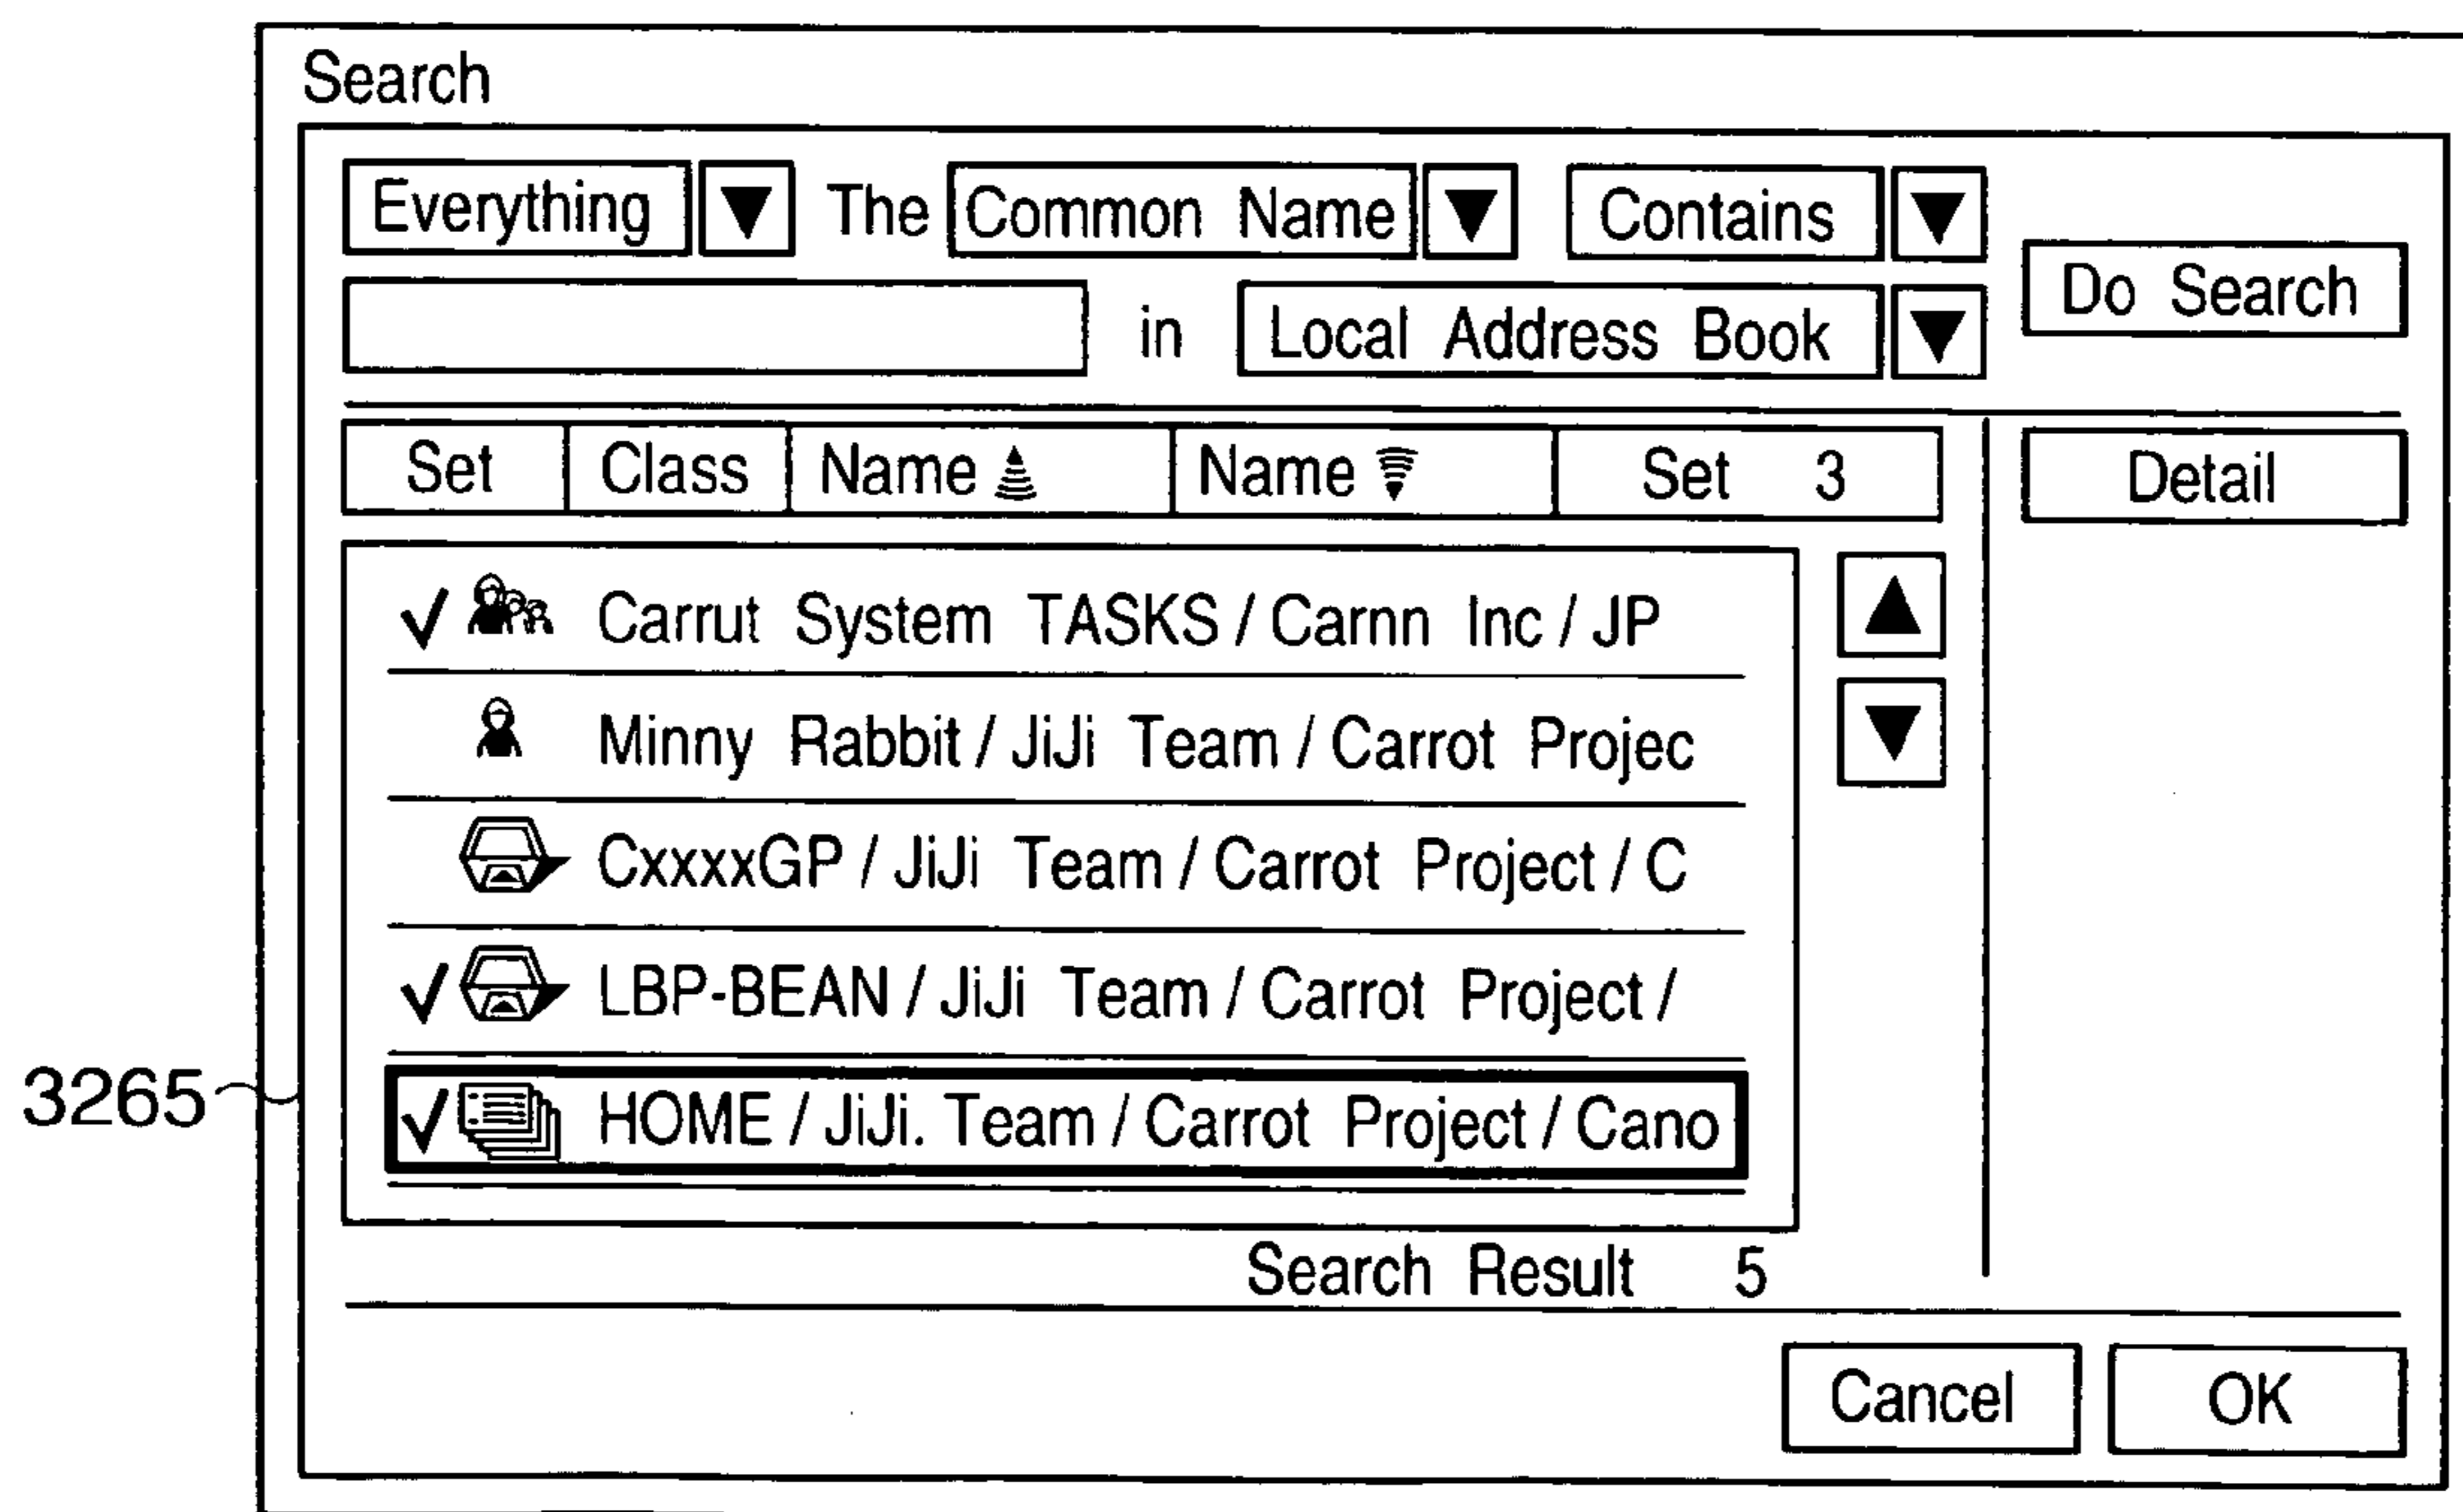 Search
Everything ▼ The Common Name ▼ Contains ▼
Do Search
in Local Address Book ▼
Set Class Name Name Set 3 Detail
Carrut System TASKS / Carnn Inc / JP
Minny Rabbit / JiJi Team / Carrot Projec
CxxxxGP / JiJi Team / Carrot Project / C
LBP-BEAN / JiJi Team / Carrot Project /
3265
HOME / JiJi. Team / Carrot Project / Cano
Search Result 5
Cancel OK